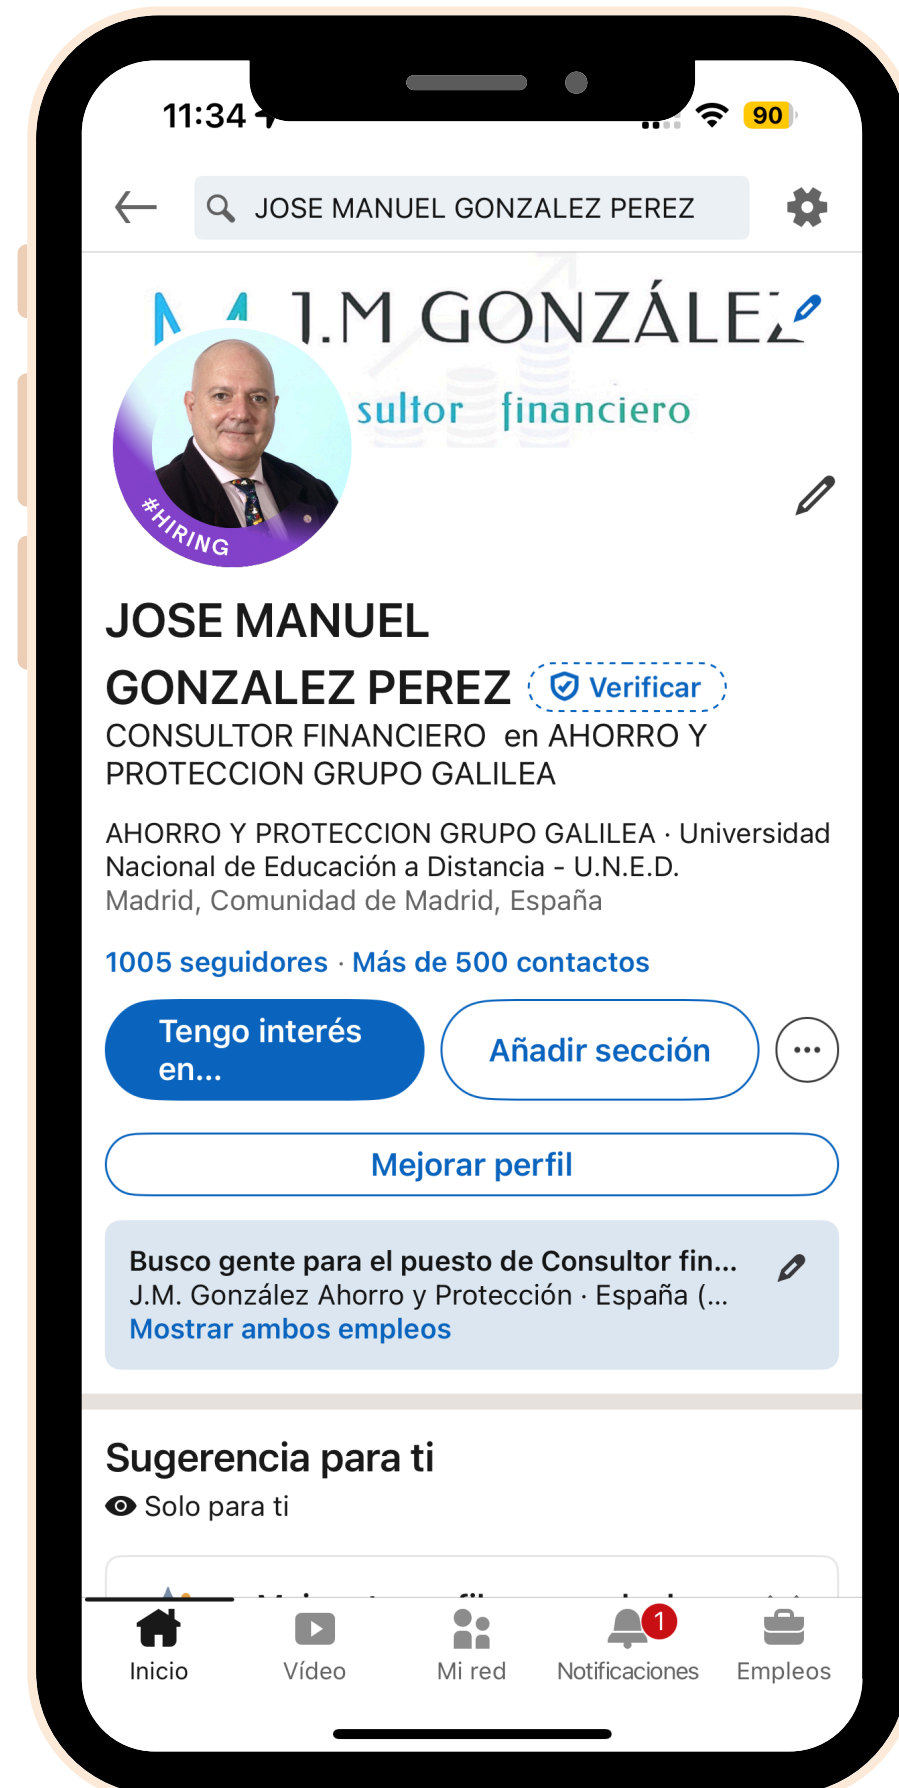 11:34
90
JOSE MANUEL GONZALEZ PEREZ
J.M GONZÁLEZ
sultor financiero
#HIRING
JOSE MANUEL
GONZALEZ PEREZ
Verificar
CONSULTOR FINANCIERO en AHORRO Y
PROTECCION GRUPO GALILEA
AHORRO Y PROTECCION GRUPO GALILEA · Universidad
Nacional de Educación a Distancia - U.N.E.D.
Madrid, Comunidad de Madrid, España
1005 seguidores · Más de 500 contactos
Tengo interés
en...
Añadir sección
Mejorar perfil
Busco gente para el puesto de Consultor fin...
J.M. González Ahorro y Protección · España (...
Mostrar ambos empleos
Sugerencia para ti
Solo para ti
1
Inicio
Vídeo
Mi red
Notificaciones
Empleos